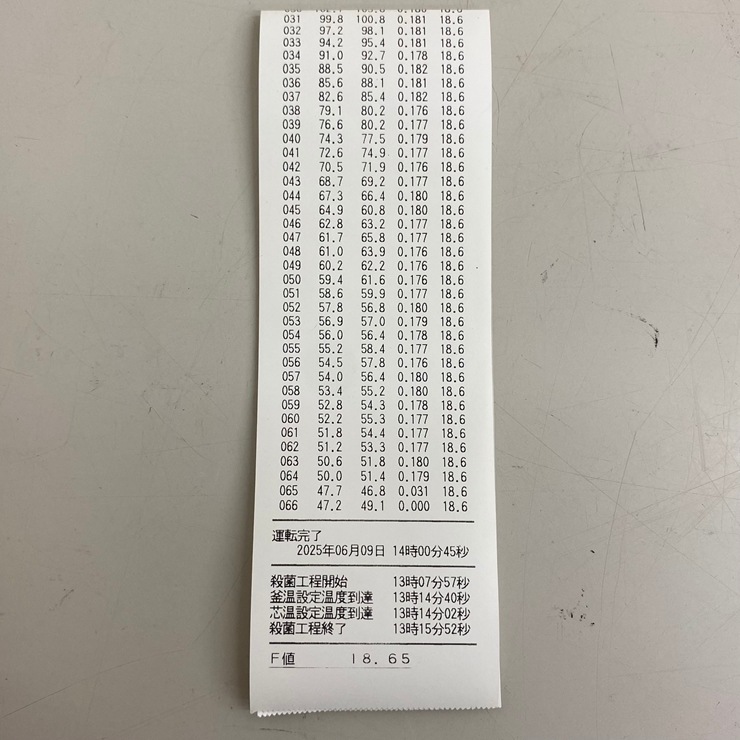 031 99.8 100.8 0.181 18.6
032 97.2 98.1 0.181 18.6
033 94.2 95.4 0.181 18.6
034 91.0 92.7 0.178 18.6
035 88.5 90.5 0.182 18.6
036 85.6 88.1 0.181 18.6
037 82.6 85.4 0.182 18.6
038 79.1 80.2 0.176 18.6
039 76.6 80.2 0.177 18.6
040 74.3 77.5 0.179 18.6
041 72.6 74.9 0.177 18.6
042 70.5 71.9 0.176 18.6
043 68.7 69.2 0.177 18.6
044 67.3 66.4 0.180 18.6
045 64.9 60.8 0.180 18.6
046 62.8 63.2 0.177 18.6
047 61.7 65.8 0.177 18.6
048 61.0 63.9 0.176 18.6
049 60.2 62.2 0.176 18.6
050 59.4 61.6 0.176 18.6
051 58.6 59.9 0.177 18.6
052 57.8 56.8 0.180 18.6
053 56.9 57.0 0.179 18.6
054 56.0 56.4 0.178 18.6
055 55.2 58.4 0.177 18.6
056 54.5 57.8 0.176 18.6
057 54.0 56.4 0.180 18.6
058 53.4 55.2 0.180 18.6
059 52.8 54.3 0.178 18.6
060 52.2 55.3 0.177 18.6
061 51.8 54.4 0.177 18.6
062 51.2 53.3 0.177 18.6
063 50.6 51.8 0.180 18.6
064 50.0 51.4 0.179 18.6
065 47.7 46.8 0.031 18.6
066 47.2 49.1 0.000 18.6
運転完了
2025年06月09日 14時00分45秒
殺菌工程開始 13時07分57秒
釜温設定温度到達 13時14分40秒
芯温設定温度到達 13時14分02秒
殺菌工程終了 13時15分52秒
F値 18.65